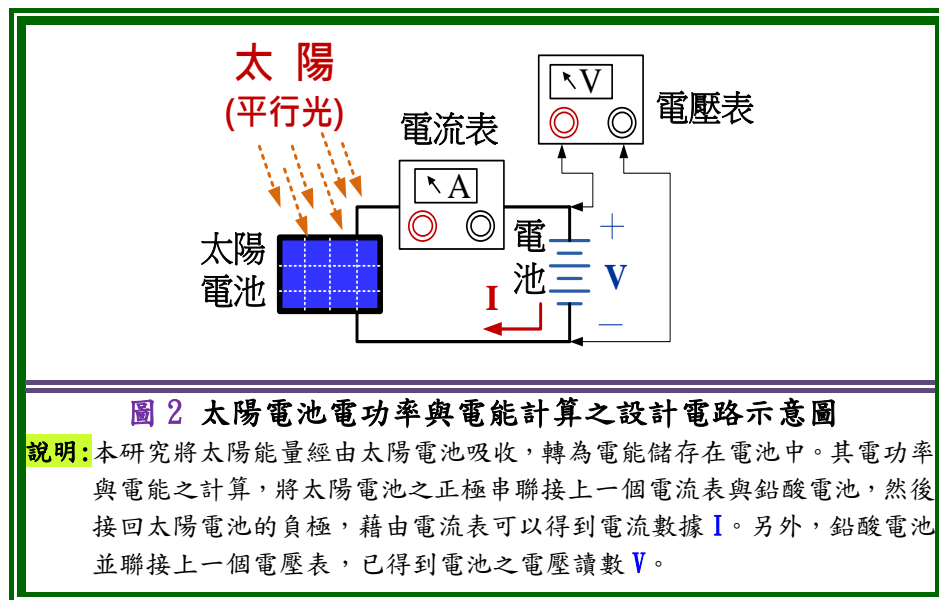 太 陽
(平行光)
電流表
A
V
電壓表
太陽
電池
電
池
I
+
V
—
圖 2 太陽電池電功率與電能計算之設計電路示意圖
說明:本研究將太陽能量經由太陽電池吸收，轉為電能儲存在電池中。其電功率
與電能之計算，將太陽電池之正極串聯接上一個電流表與鉛酸電池，然後
接回太陽電池的負極，藉由電流表可以得到電流數據 I。另外，鉛酸電池
並聯接上一個電壓表，已得到電池之電壓讀數 V。